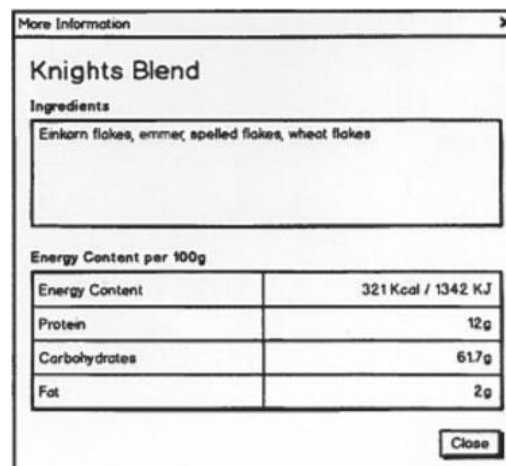 More Information
Knights Blend
Ingredients
Einkorn flakes, emmer, spelled flakes, wheat flakes
Energy Content per 100g
Energy Content 321 Kcal / 1342 KJ
Protein 12g
Carbohydrates 61.7g
Fat 2g
Close